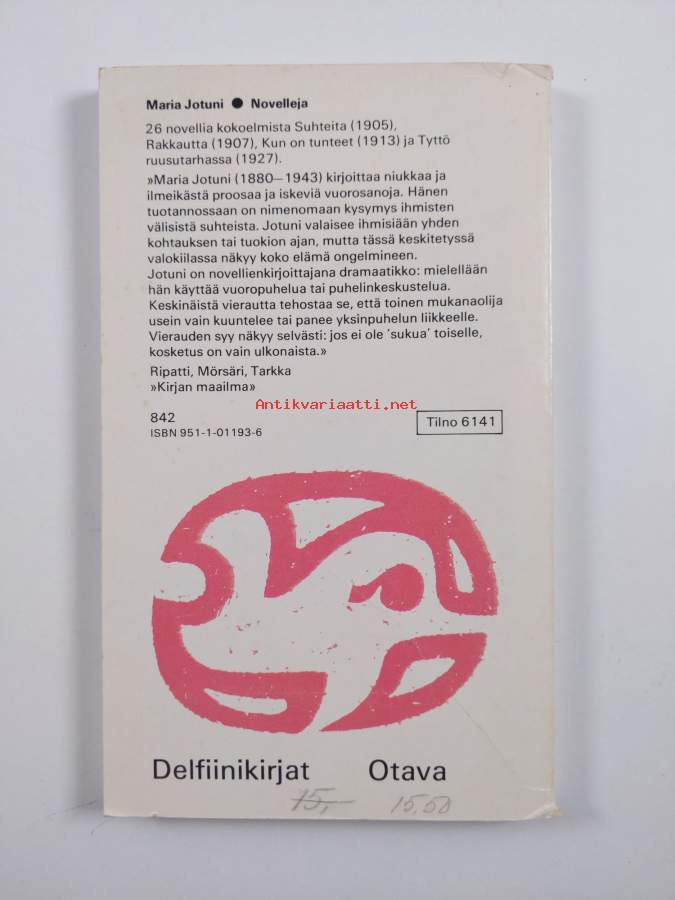 Maria Jotuni ● Novelleja
26 novellia kokoelmista Suhteita (1905),
Rakkautta (1907), Kun on tunteet (1913) ja Tyttö
ruusutarhassa (1927).
»Maria Jotuni (1880–1943) kirjoittaa niukkaa ja
ilmeikästä proosaa ja iskeviä vuorosanoja. Hänen
tuotannossaan on nimenomaan kysymys ihmisten
välisistä suhteista. Jotuni valaisee ihmisiään yhden
kohtauksen tai tuokion ajan, mutta tässä keskitetyssä
valokiilassa näkyy koko elämä ongelmineen.
Jotuni on novellienkirjoittajana dramaatikko: mielellään
hän käyttää vuoropuhelua tai puhelinkeskustelua.
Keskinäistä vierautta tehostaa se, että toinen mukanaolija
usein vain kuuntelee tai panee yksinpuhelun liikkeelle.
Vierauden syy näkyy selvästi: jos ei ole 'sukua' toiselle,
kosketus on vain ulkonaista.»
Ripatti, Mörsäri, Tarkka
»Kirjan maailma»
Antikvariaatti.net
842
ISBN 951-1-01193-6
Tilno 6141
Delfiinikirjat Otava
15,– 15,50